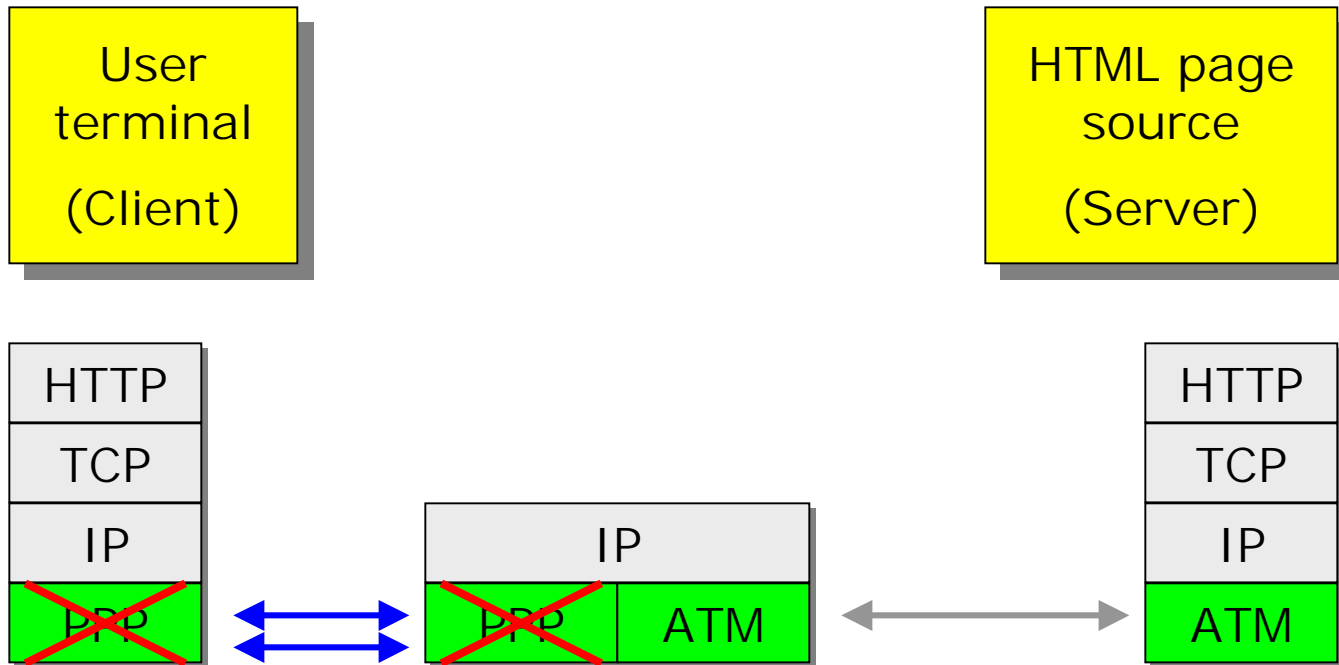 User
terminal
(Client)
HTML page
source
(Server)
HTTP
TCP
IP
PPP
IP
PPP
ATM
HTTP
TCP
IP
ATM